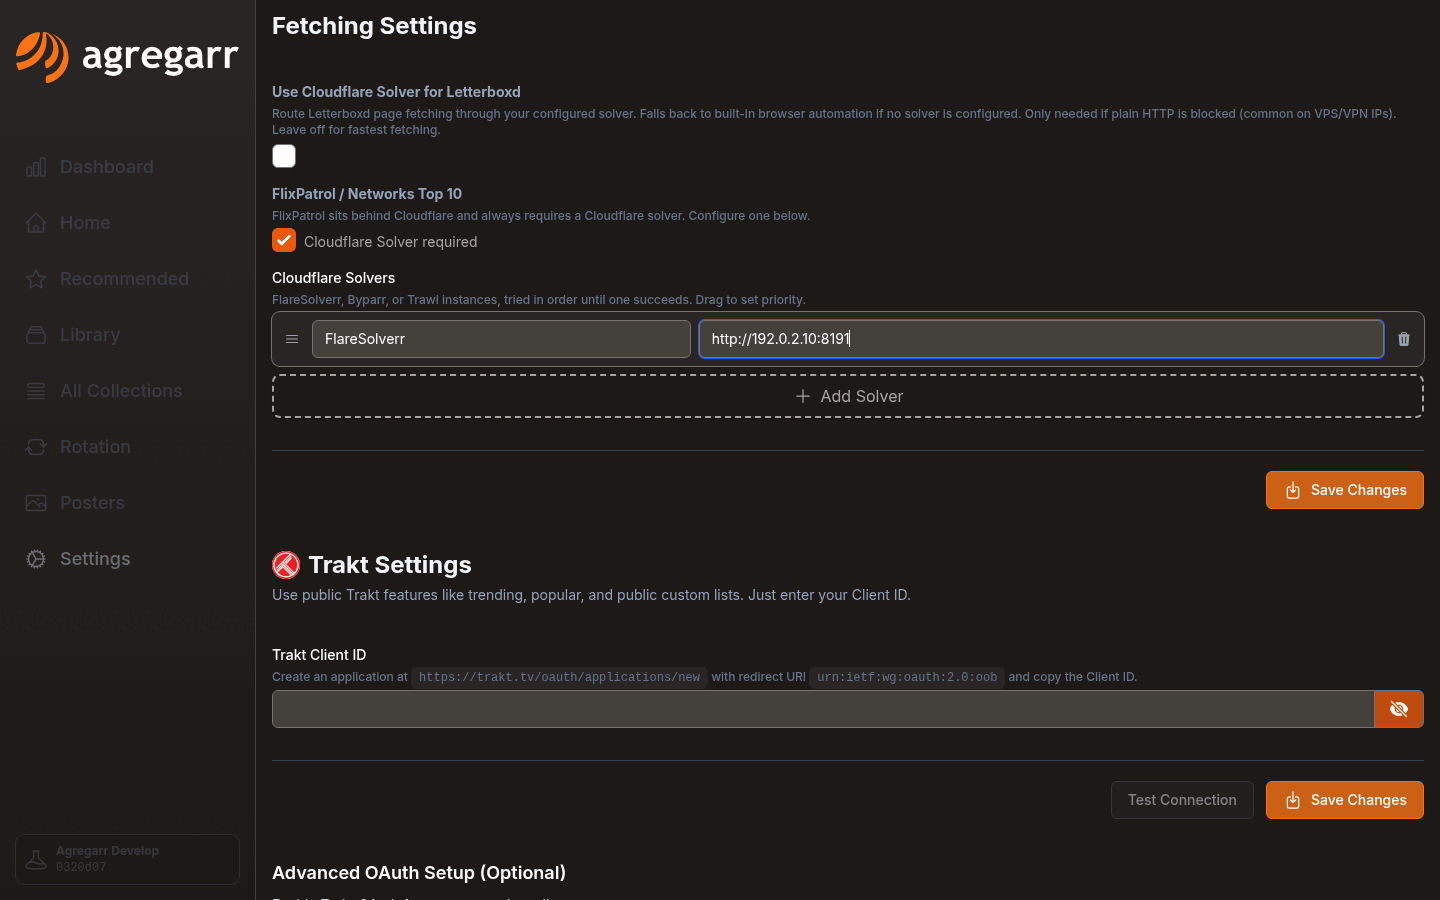 agregarr
Dashboard
Home
Recommended
Library
All Collections
Rotation
Posters
Settings
Agregarr Develop
0320d07
Fetching Settings
Use Cloudflare Solver for Letterboxd
Route Letterboxd page fetching through your configured solver. Falls back to built-in browser automation if no solver is configured. Only needed if plain HTTP is blocked (common on VPS/VPN IPs).
Leave off for fastest fetching.
FlixPatrol / Networks Top 10
FlixPatrol sits behind Cloudflare and always requires a Cloudflare solver. Configure one below.
Cloudflare Solver required
Cloudflare Solvers
FlareSolverr, Byparr, or Trawl instances, tried in order until one succeeds. Drag to set priority.
FlareSolverr
http://192.0.2.10:8191
Add Solver
Save Changes
Trakt Settings
Use public Trakt features like trending, popular, and public custom lists. Just enter your Client ID.
Trakt Client ID
Create an application at https://trakt.tv/oauth/applications/new with redirect URI urn:ietf:wg:oauth:2.0:oob and copy the Client ID.
Test Connection
Save Changes
Advanced OAuth Setup (Optional)